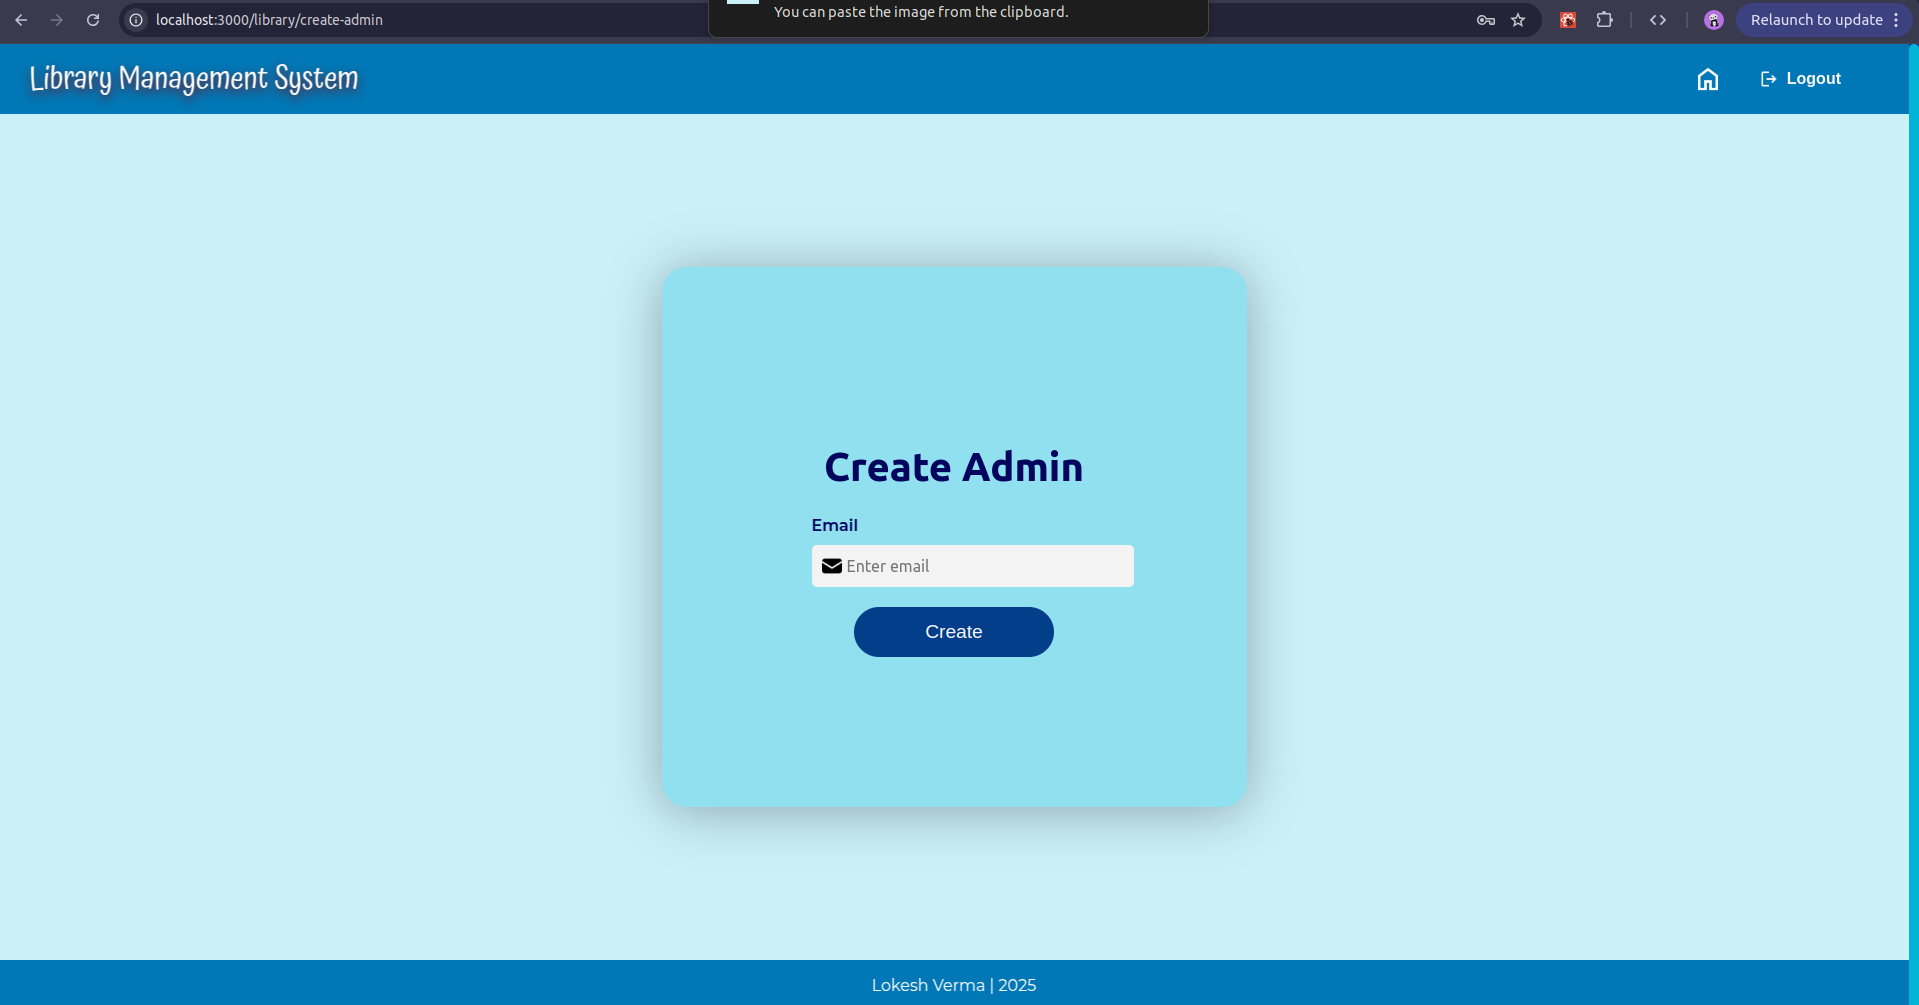 localhost:3000/library/create-admin
You can paste the image from the clipboard.
Relaunch to update
Library Management System
Logout
Create Admin
Email
Enter email
Create
Lokesh Verma | 2025